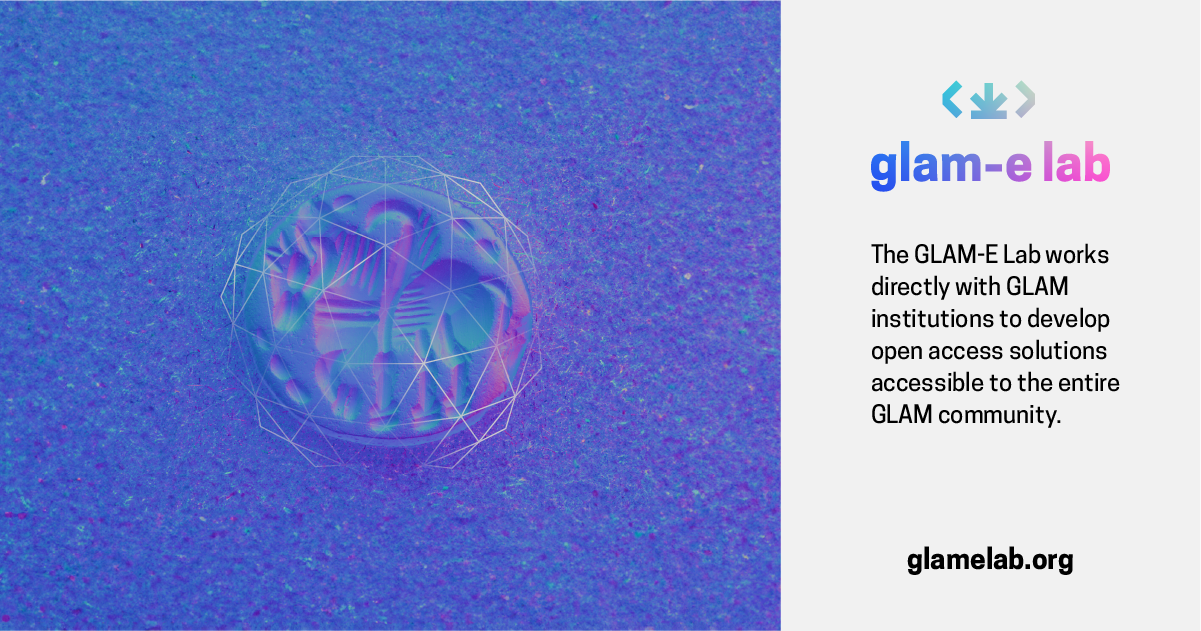 glam-e lab
The GLAM-E Lab works
directly with GLAM
institutions to develop
open access solutions
accessible to the entire
GLAM community.
glamelab.org